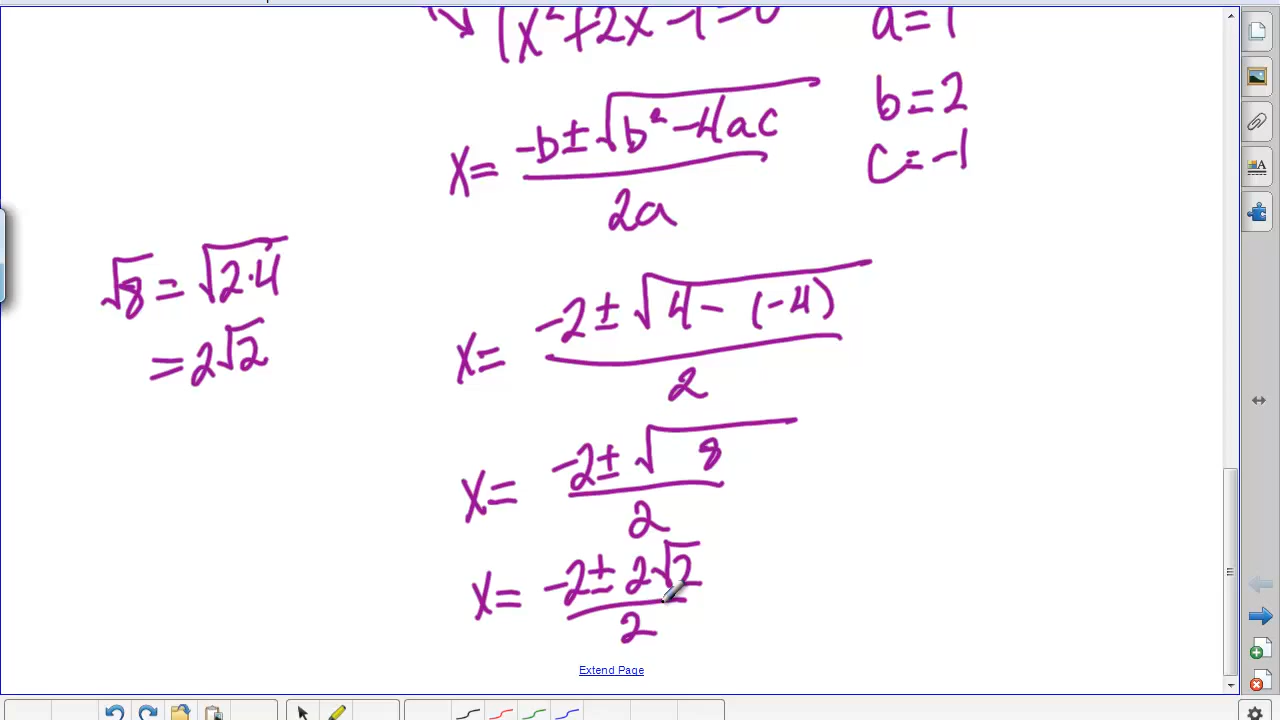 1x²+2x-1=0
a=1
b=2
c=-1
x= -b±√b²-4ac / 2a
√8 = √2·4
= 2√2
x= -2±√4-(-4) / 2
x= -2±√8 / 2
x= -2±2√2 / 2
Extend Page